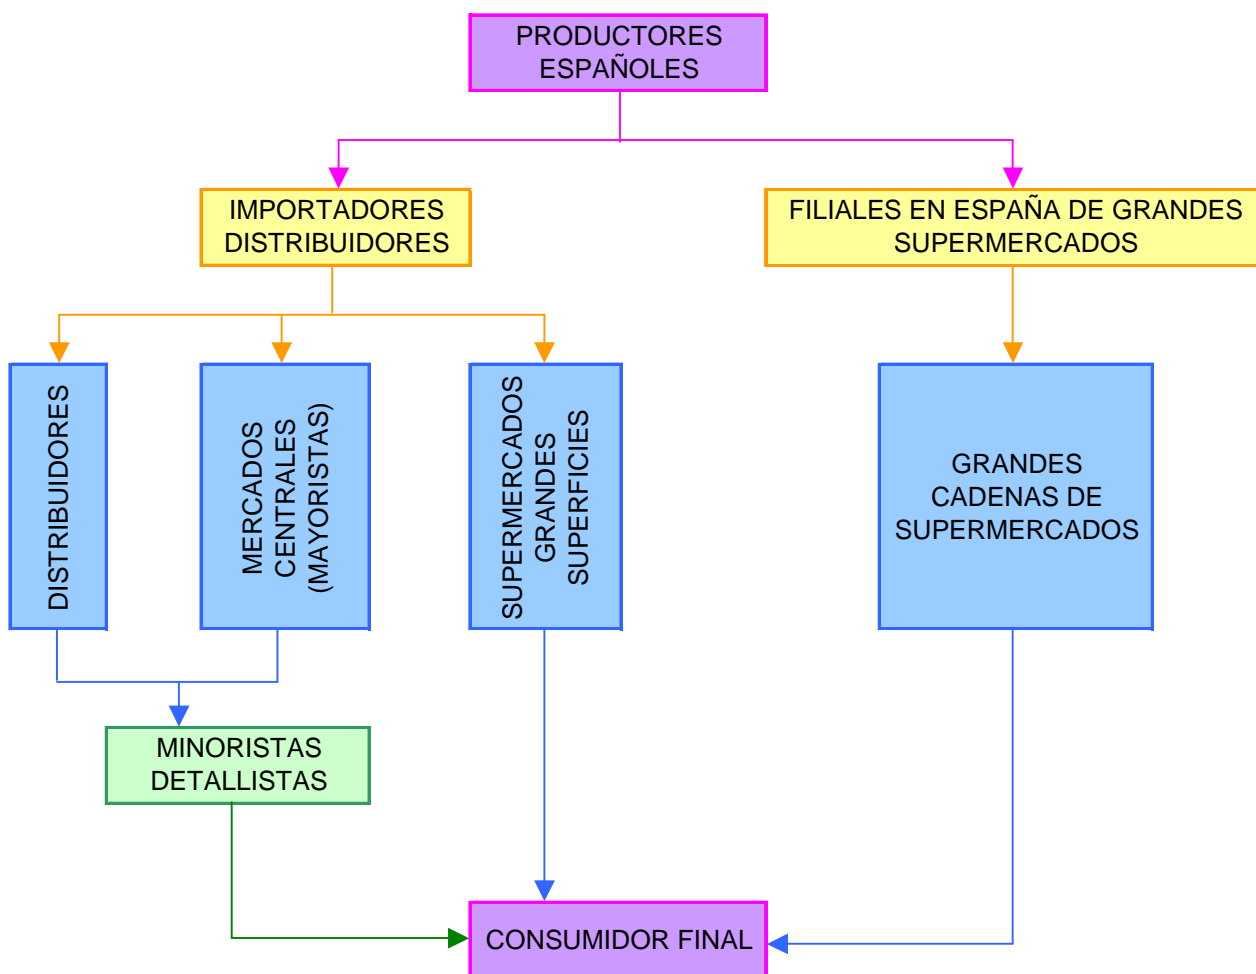 PRODUCTORES
ESPAÑOLES
IMPORTADORES
DISTRIBUIDORES
FILIALES EN ESPAÑA DE GRANDES
SUPERMERCADOS
DISTRIBUIDORES
MERCADOS
CENTRALES
(MAYORISTAS)
SUPERMERCADOS
GRANDES
SUPERFICIES
GRANDES
CADENAS DE
SUPERMERCADOS
MINORISTAS
DETALLISTAS
CONSUMIDOR FINAL